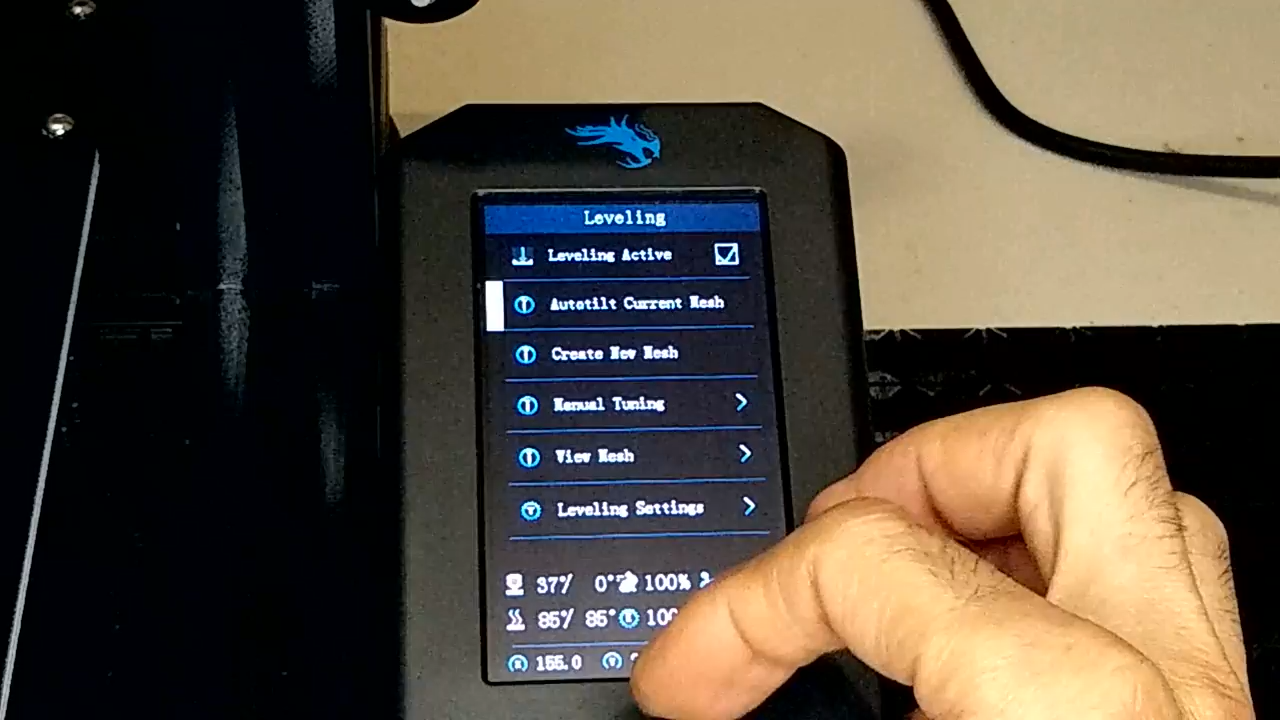 Leveling
Leveling Active
Autotilt Current Mesh
Create New Mesh
Manual Tuning
View Mesh
Leveling Settings
37°/ 0° 100%
85°/ 85°
155.0